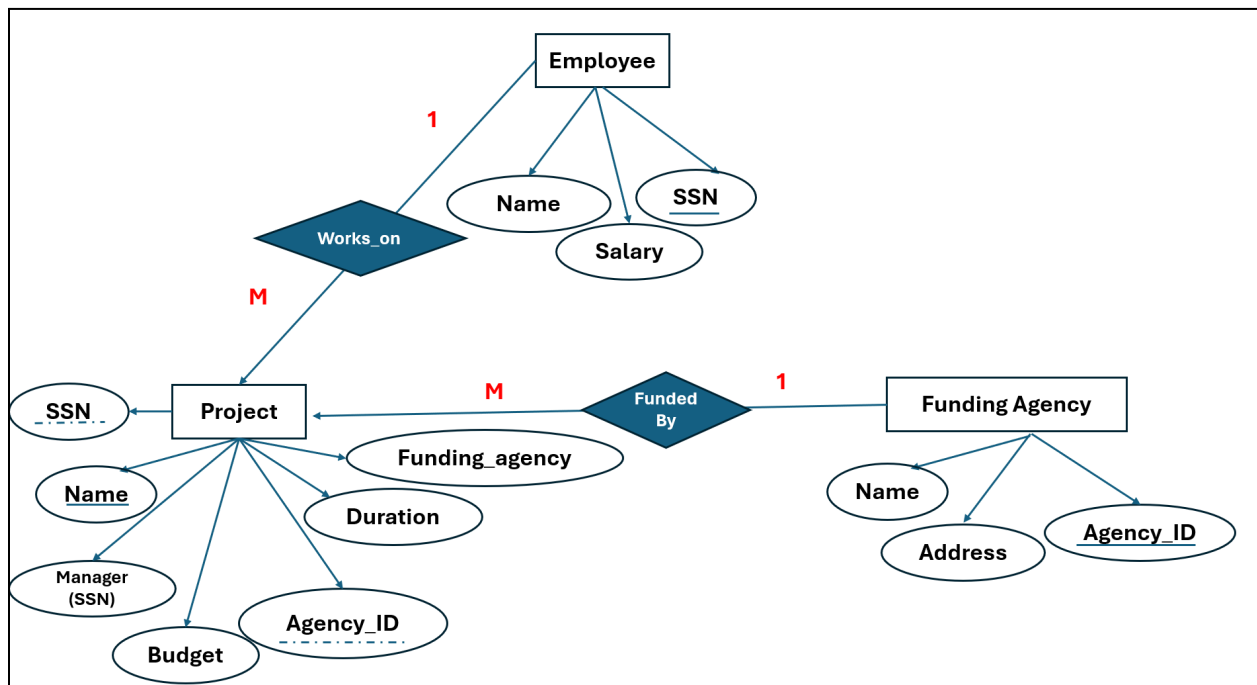 Employee
1
Name
SSN
Salary
Works_on
M
SSN
Project
M
Funded
By
1
Funding Agency
Funding_agency
Name
Duration
Name
Address
Agency_ID
Manager
(SSN)
Agency_ID
Budget